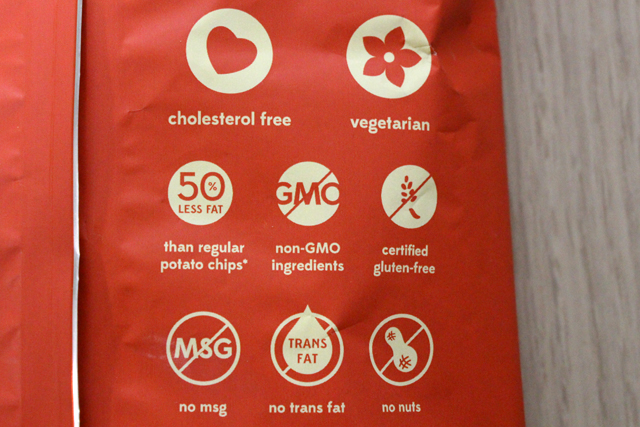 cholesterol free
vegetarian
50%
LESS FAT
than regular
potato chips*
GMO
non-GMO
ingredients
certified
gluten-free
MSG
no msg
TRANS
FAT
no trans fat
no nuts